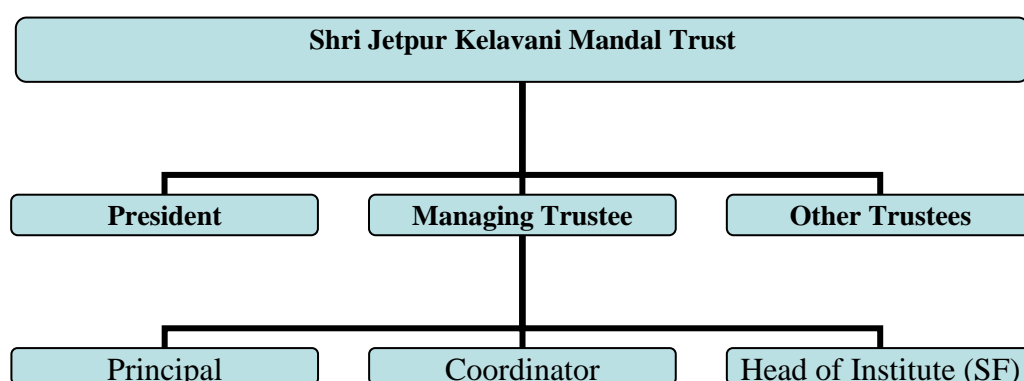 Shri Jetpur Kelavani Mandal Trust
President
Managing Trustee
Other Trustees
Principal
Coordinator
Head of Institute (SF)